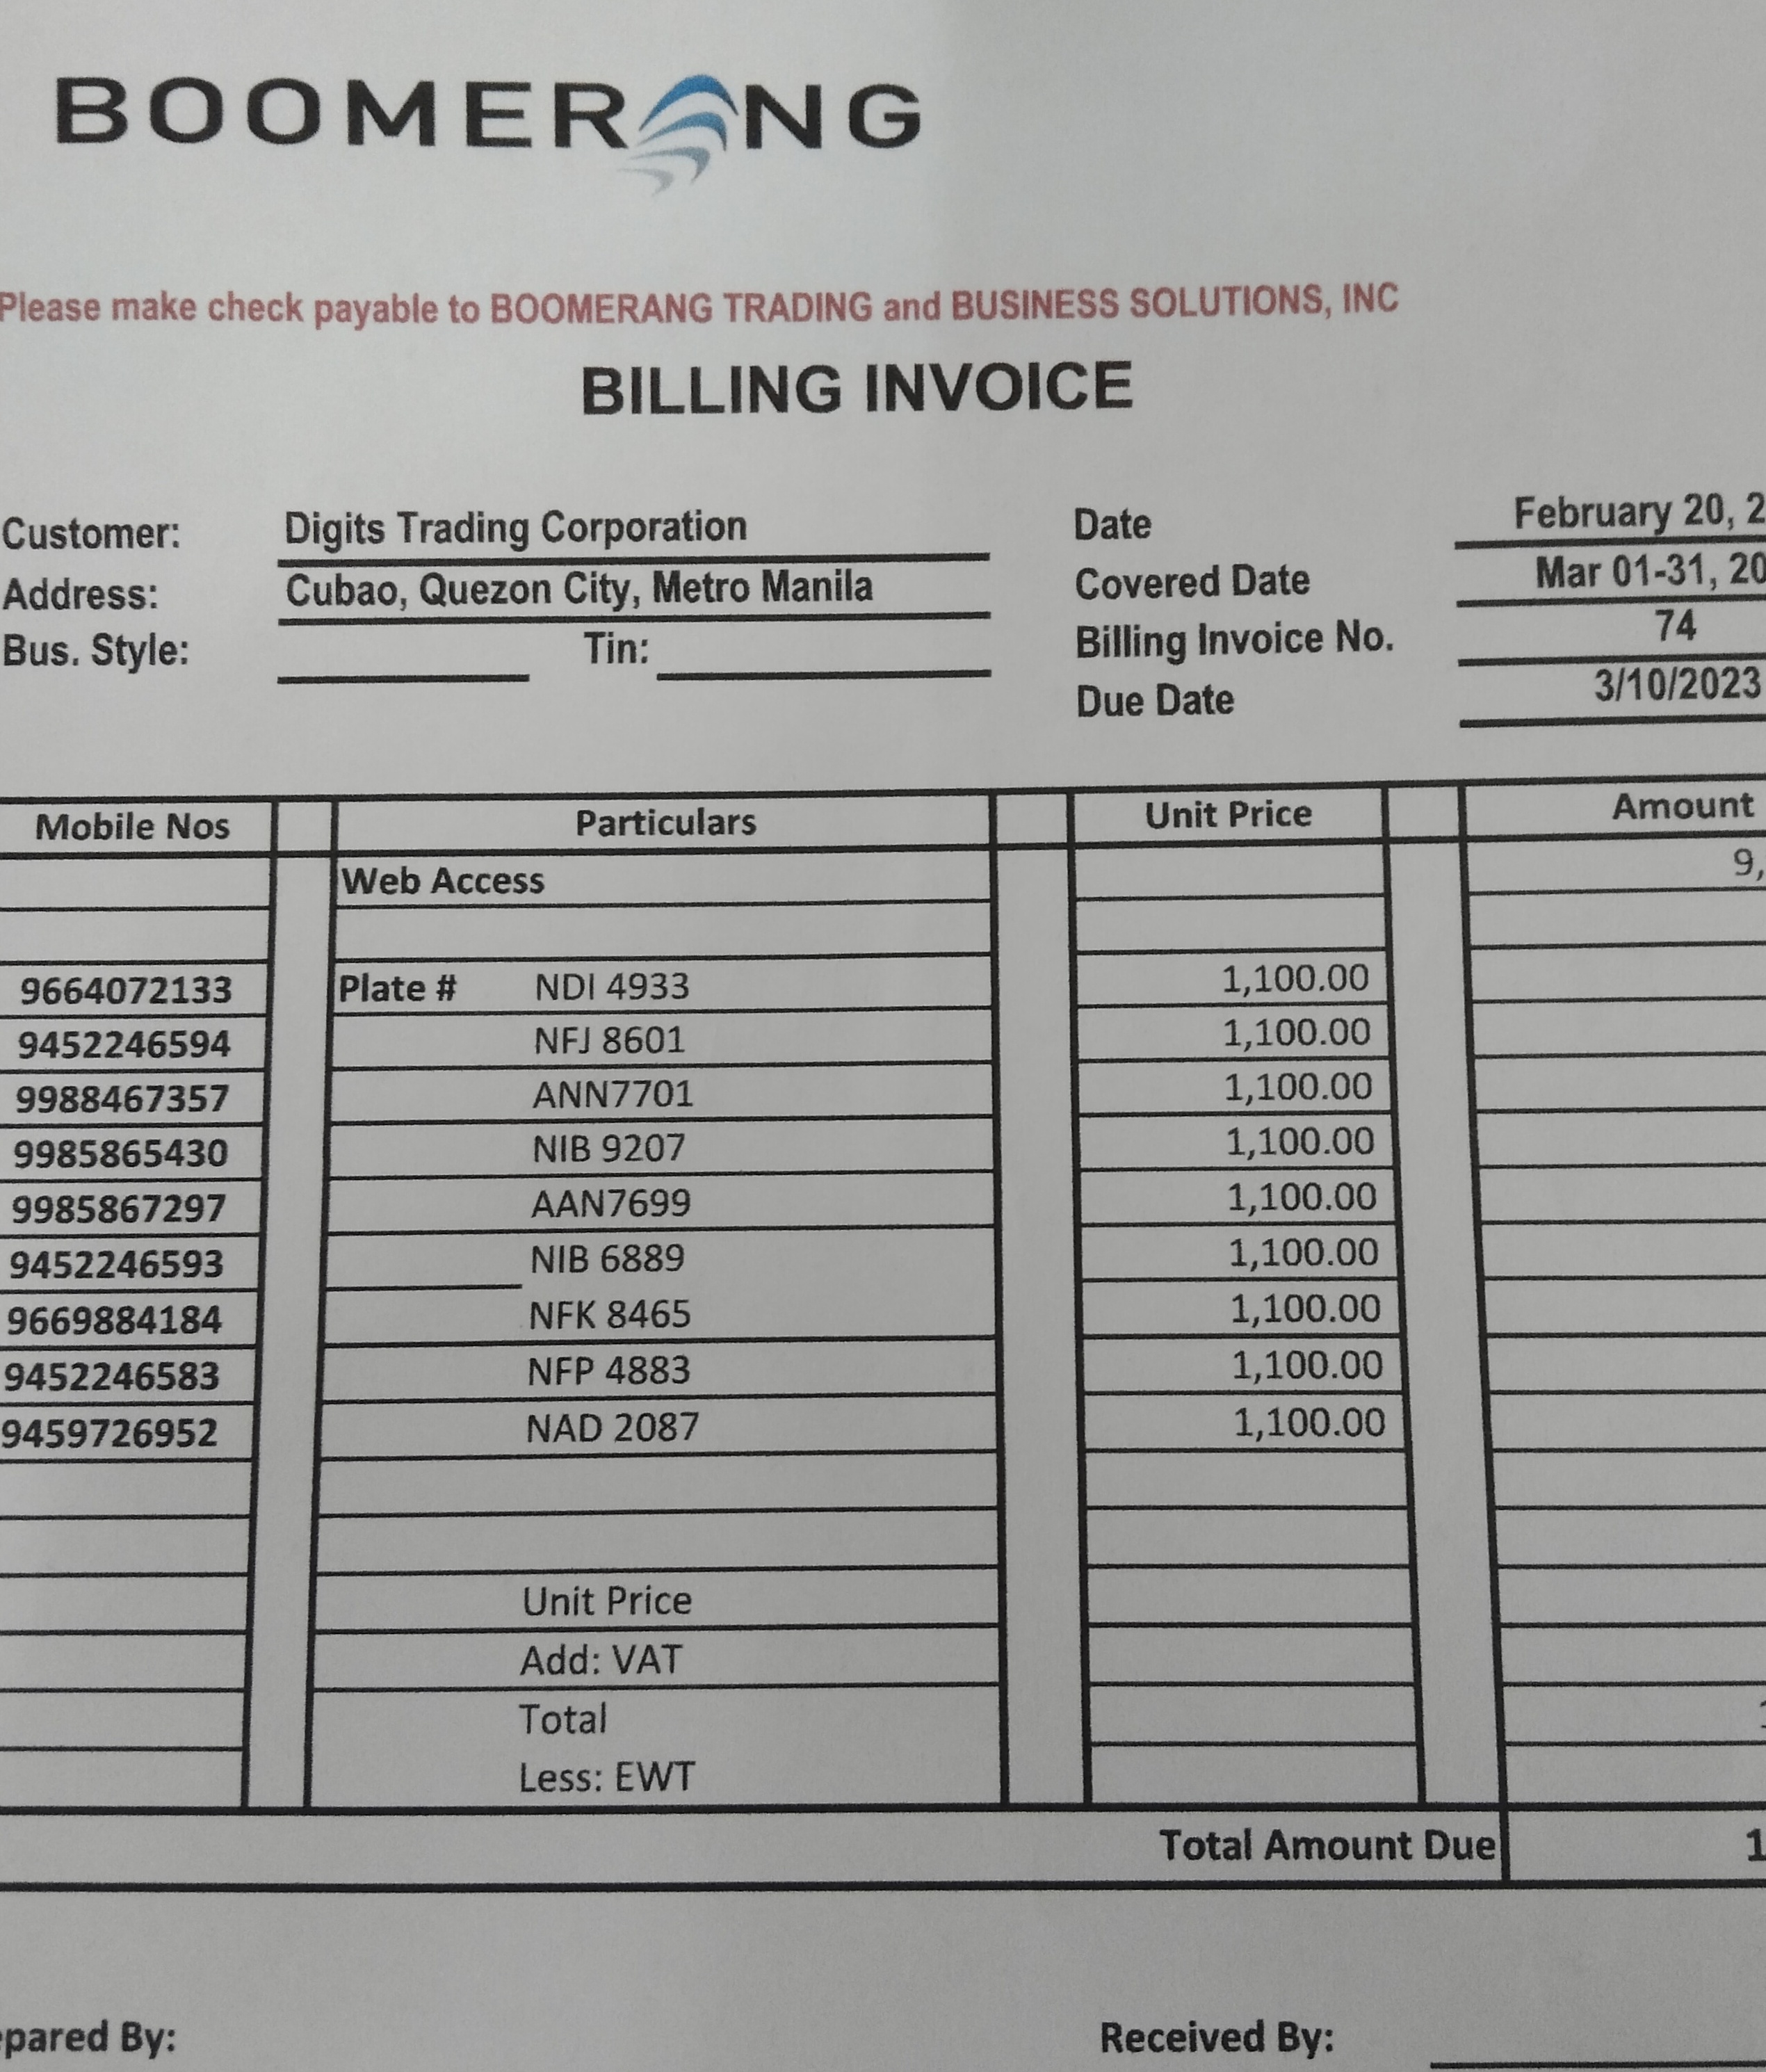 BOOMERANG
Please make check payable to BOOMERANG TRADING and BUSINESS SOLUTIONS, INC
BILLING INVOICE
Customer: Digits Trading Corporation Date February 20, 2
Address: Cubao, Quezon City, Metro Manila Covered Date Mar 01-31, 20
Bus. Style: Tin: Billing Invoice No. 74
Due Date 3/10/2023
Mobile Nos Particulars Unit Price Amount
Web Access 9,
9664072133 Plate # NDI 4933 1,100.00
9452246594 NFJ 8601 1,100.00
9988467357 ANN7701 1,100.00
9985865430 NIB 9207 1,100.00
9985867297 AAN7699 1,100.00
9452246593 NIB 6889 1,100.00
9669884184 NFK 8465 1,100.00
9452246583 NFP 4883 1,100.00
9459726952 NAD 2087 1,100.00
Unit Price
Add: VAT
Total
Less: EWT
Total Amount Due 1
epared By: Received By: